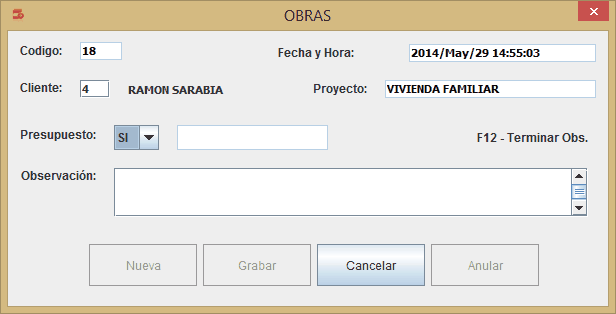 OBRAS
Codigo: 18 Fecha y Hora: 2014/May/29 14:55:03
Cliente: 4 RAMON SARABIA Proyecto: VIVIENDA FAMILIAR
Presupuesto: SI F12 - Terminar Obs.
Observación:
Nueva Grabar Cancelar Anular